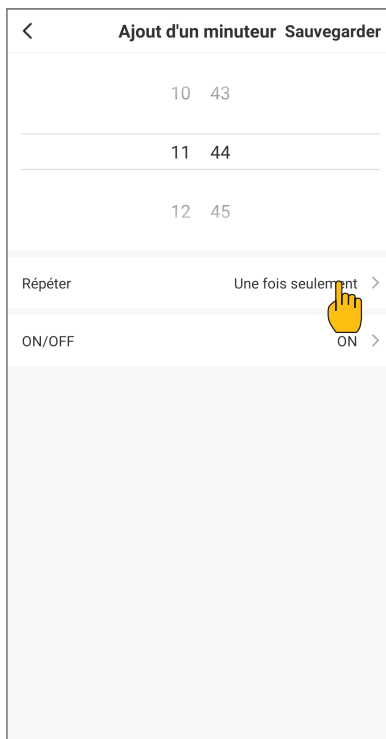 Ajout d'un minuteur Sauvegarder
10 43
11 44
12 45
Répéter Une fois seulement
ON/OFF ON